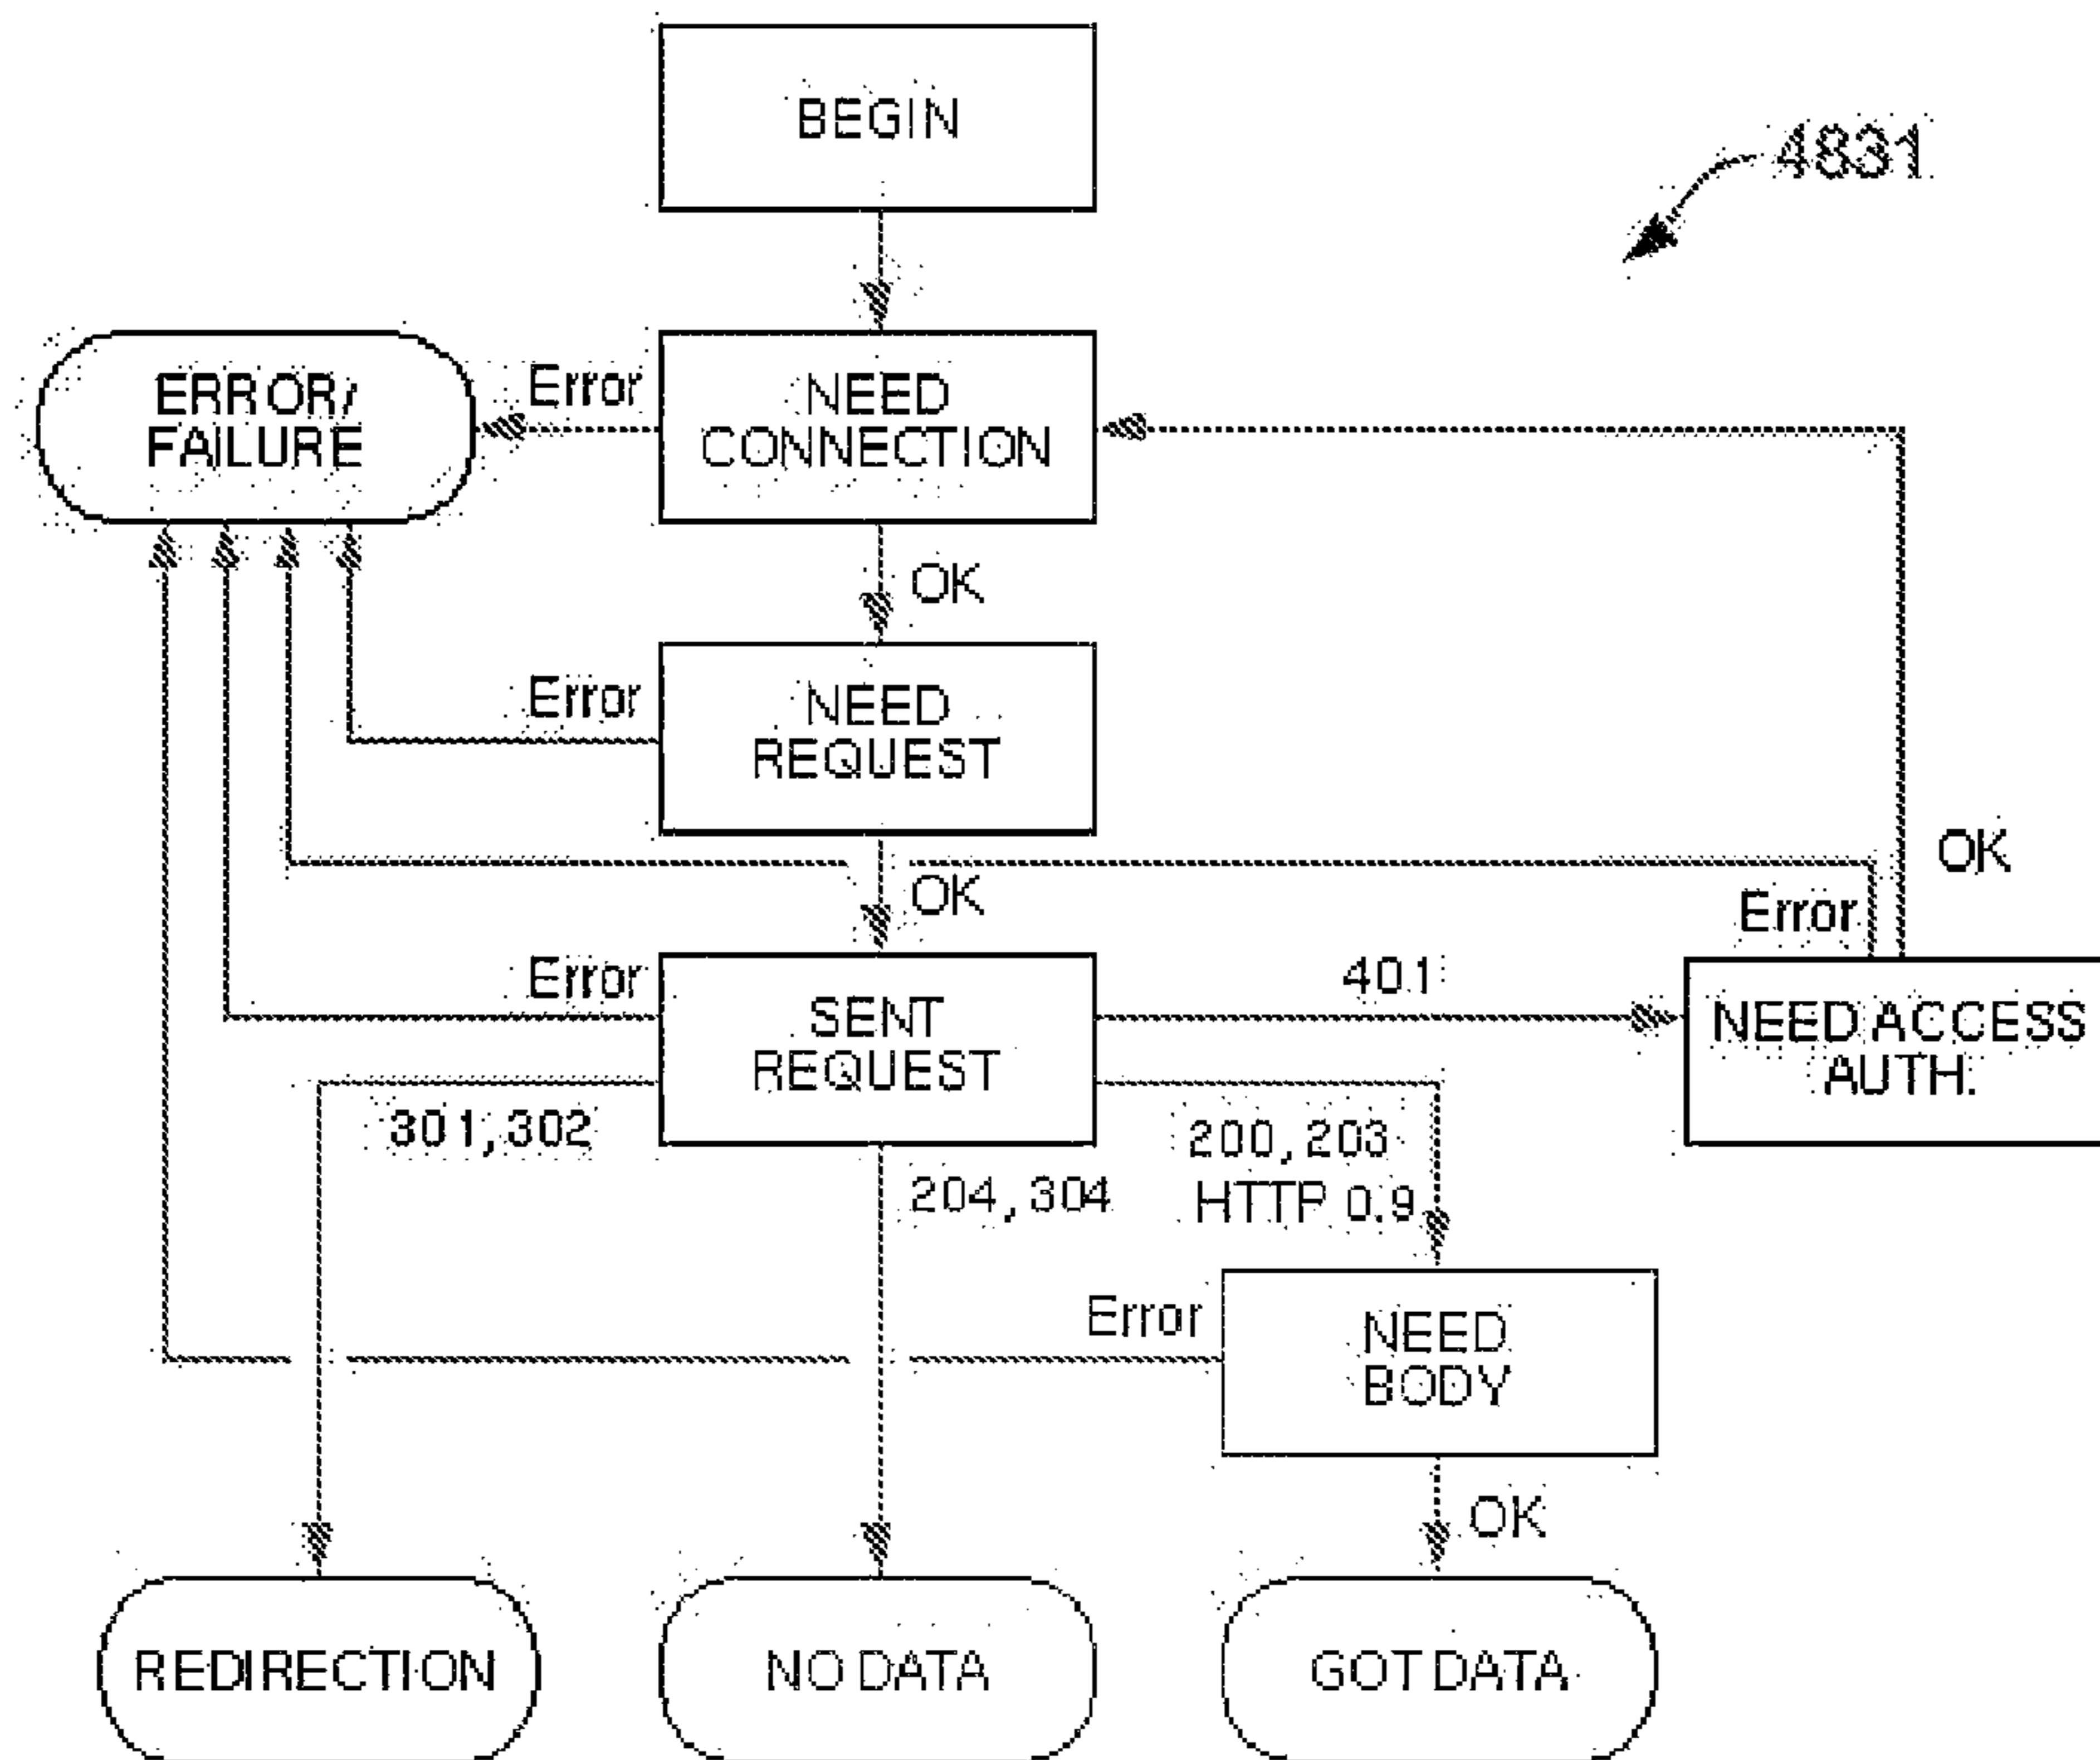 BEGIN
4831
ERROR/
FAILURE
Error
NEED
CONNECTION
OK
Error
NEED
REQUEST
OK
OK
Error
Error
SENT
REQUEST
401
NEED ACCESS
AUTH.
301,302
200,203
HTTP 0.9
204,304
Error
NEED
BODY
OK
REDIRECTION
NO DATA
GOT DATA